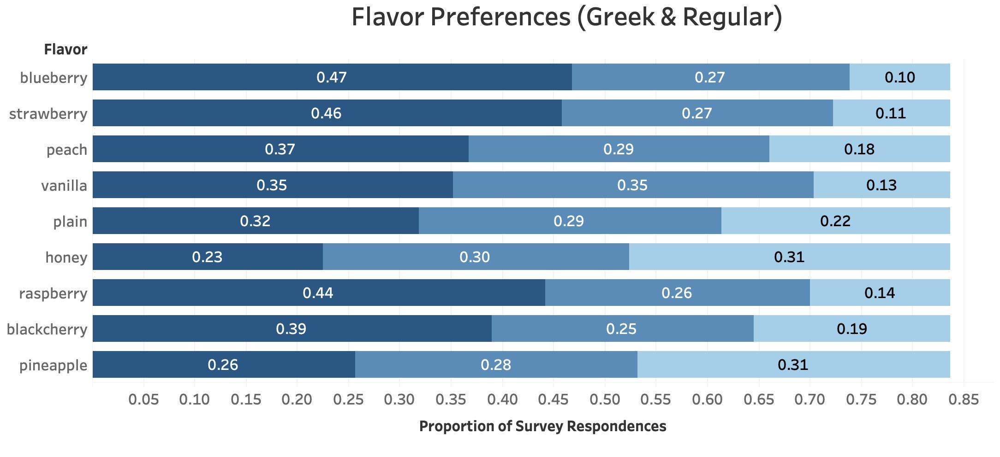 Flavor Preferences (Greek & Regular)
Flavor
blueberry 0.47 0.27 0.10
strawberry 0.46 0.27 0.11
peach 0.37 0.29 0.18
vanilla 0.35 0.35 0.13
plain 0.32 0.29 0.22
honey 0.23 0.30 0.31
raspberry 0.44 0.26 0.14
blackcherry 0.39 0.25 0.19
pineapple 0.26 0.28 0.31
0.05 0.10 0.15 0.20 0.25 0.30 0.35 0.40 0.45 0.50 0.55 0.60 0.65 0.70 0.75 0.80 0.85
Proportion of Survey Respondences